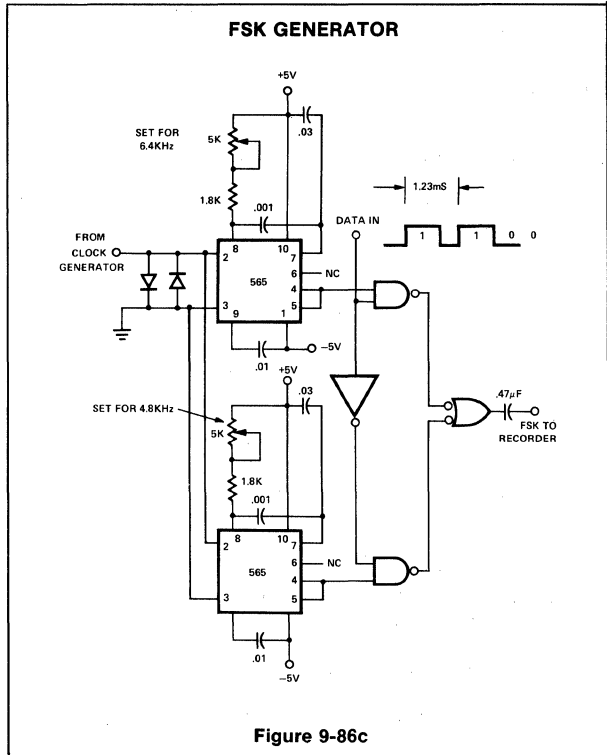 FSK GENERATOR
+5V
SET FOR
6.4KHz
5K
.03
1.8K
.001
1.23mS
DATA IN
1 1 0 0
FROM
CLOCK
GENERATOR
8 10 7
2
6 NC
565
4
3 5
9 1
.01
−5V
+5V
SET FOR 4.8KHz
5K
.03
1.8K
.001
.47μF
FSK TO
RECORDER
8 10 7
2
6 NC
565
4
3 5
.01
−5V
Figure 9-86c